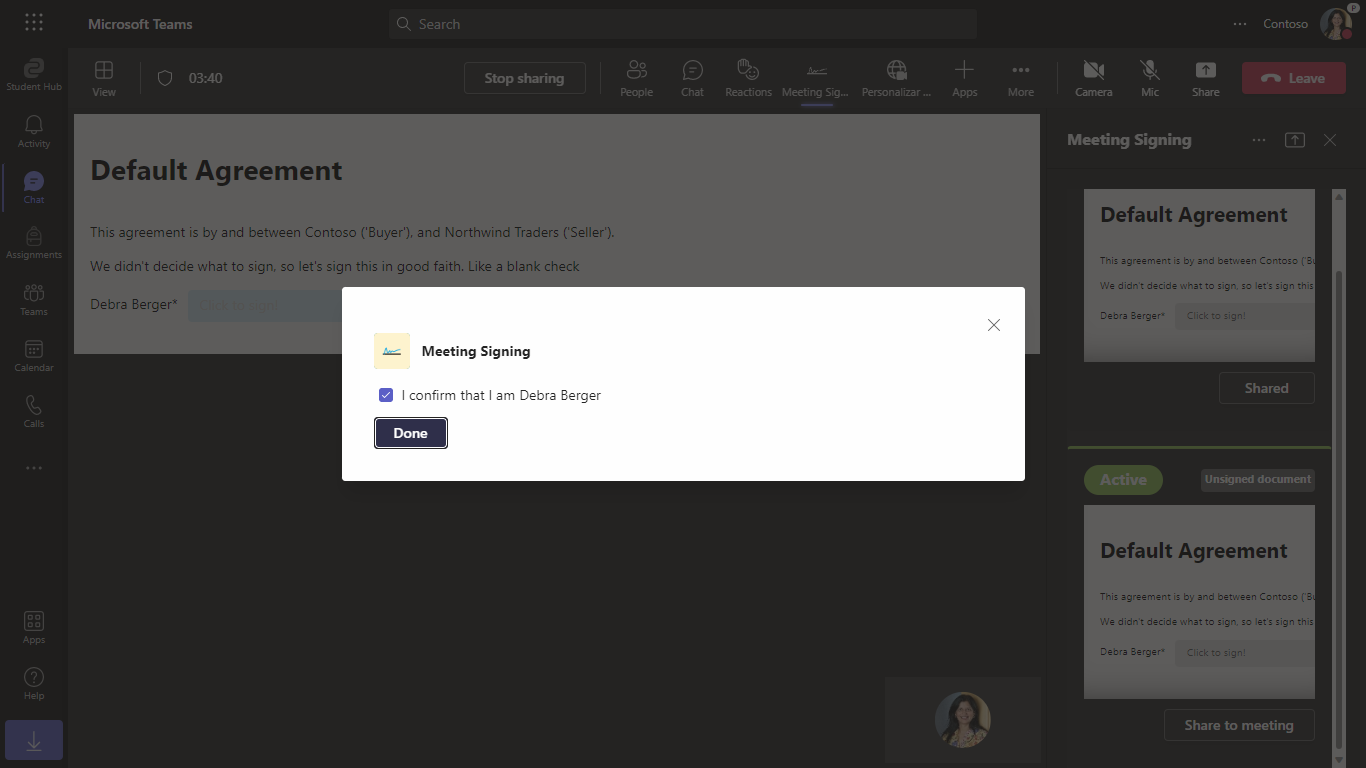 Microsoft Teams
Search
Contoso
P
Student Hub
Activity
Chat
Assignments
Teams
Calendar
Calls
Apps
Help
View
03:40
Stop sharing
People
Chat
Reactions
Meeting Sig...
Personalizar ...
Apps
More
Camera
Mic
Share
Leave
Default Agreement
This agreement is by and between Contoso ('Buyer'), and Northwind Traders ('Seller').
We didn't decide what to sign, so let's sign this in good faith. Like a blank check
Debra Berger* Click to sign!
Meeting Signing
I confirm that I am Debra Berger
Done
Meeting Signing
Default Agreement
This agreement is by and between Contoso ('Bu
We didn't decide what to sign, so let's sign this
Debra Berger* Click to sign!
Shared
Active
Unsigned document
Default Agreement
This agreement is by and between Contoso ('Bu
We didn't decide what to sign, so let's sign this
Debra Berger* Click to sign!
Share to meeting